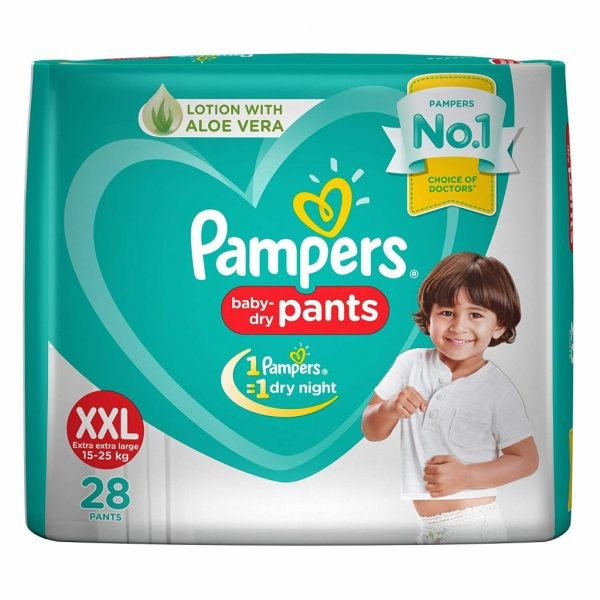 LOTION WITH
ALOE VERA
PAMPERS
No.1
CHOICE OF
DOCTORS*
Pampers®
baby-
dry pants
1 Pampers®
=1 dry night
XXL
Extra extra large
15-25 kg
28
PANTS